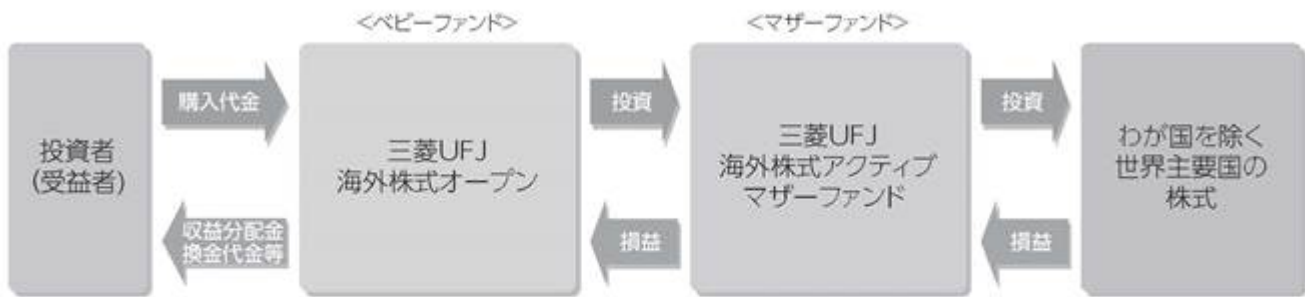 <ベビーファンド>
<マザーファンド>
投資者
(受益者)
購入代金
収益分配金
換金代金等
三菱UFJ
海外株式オープン
投資
損益
三菱UFJ
海外株式アクティブ
マザーファンド
投資
損益
わが国を除く
世界主要国の
株式